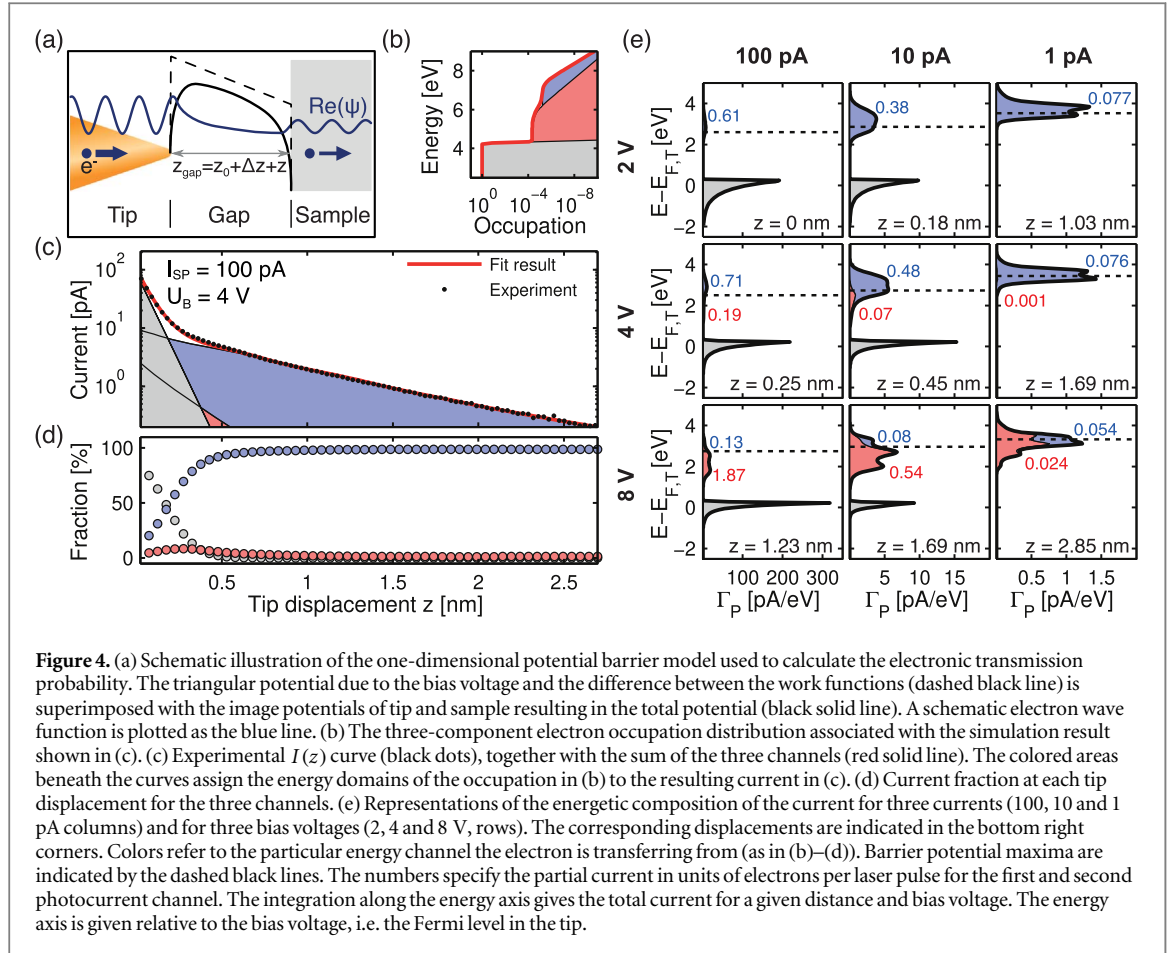 (a)
Re(ψ)
e⁻
z_gap=z₀+Δz+z
Tip | Gap | Sample
(b)
Energy [eV]
8
6
4
10⁰ 10⁻⁴ 10⁻⁸
Occupation
(c)
I_SP = 100 pA
U_B = 4 V
Fit result
Experiment
Current [pA]
10²
10¹
10⁰
(d)
Fraction [%]
100
50
0
0.5 1 1.5 2 2.5
Tip displacement z [nm]
(e)
100 pA 10 pA 1 pA
2 V
E−E_F,T [eV]
4
2
0
−2
0.61
z = 0 nm
0.38
z = 0.18 nm
0.077
z = 1.03 nm
4 V
E−E_F,T [eV]
4
2
0
−2
0.71
0.19
z = 0.25 nm
0.48
0.07
z = 0.45 nm
0.076
0.001
z = 1.69 nm
8 V
E−E_F,T [eV]
4
2
0
−2
0.13
1.87
z = 1.23 nm
0.08
0.54
z = 1.69 nm
0.054
0.024
z = 2.85 nm
100 200 300
5 10 15
0.5 1 1.5
Γ_P [pA/eV] Γ_P [pA/eV] Γ_P [pA/eV]
Figure 4. (a) Schematic illustration of the one-dimensional potential barrier model used to calculate the electronic transmission
probability. The triangular potential due to the bias voltage and the difference between the work functions (dashed black line) is
superimposed with the image potentials of tip and sample resulting in the total potential (black solid line). A schematic electron wave
function is plotted as the blue line. (b) The three-component electron occupation distribution associated with the simulation result
shown in (c). (c) Experimental I(z) curve (black dots), together with the sum of the three channels (red solid line). The colored areas
beneath the curves assign the energy domains of the occupation in (b) to the resulting current in (c). (d) Current fraction at each tip
displacement for the three channels. (e) Representations of the energetic composition of the current for three currents (100, 10 and 1
pA columns) and for three bias voltages (2, 4 and 8 V, rows). The corresponding displacements are indicated in the bottom right
corners. Colors refer to the particular energy channel the electron is transferring from (as in (b)–(d)). Barrier potential maxima are
indicated by the dashed black lines. The numbers specify the partial current in units of electrons per laser pulse for the first and second
photocurrent channel. The integration along the energy axis gives the total current for a given distance and bias voltage. The energy
axis is given relative to the bias voltage, i.e. the Fermi level in the tip.